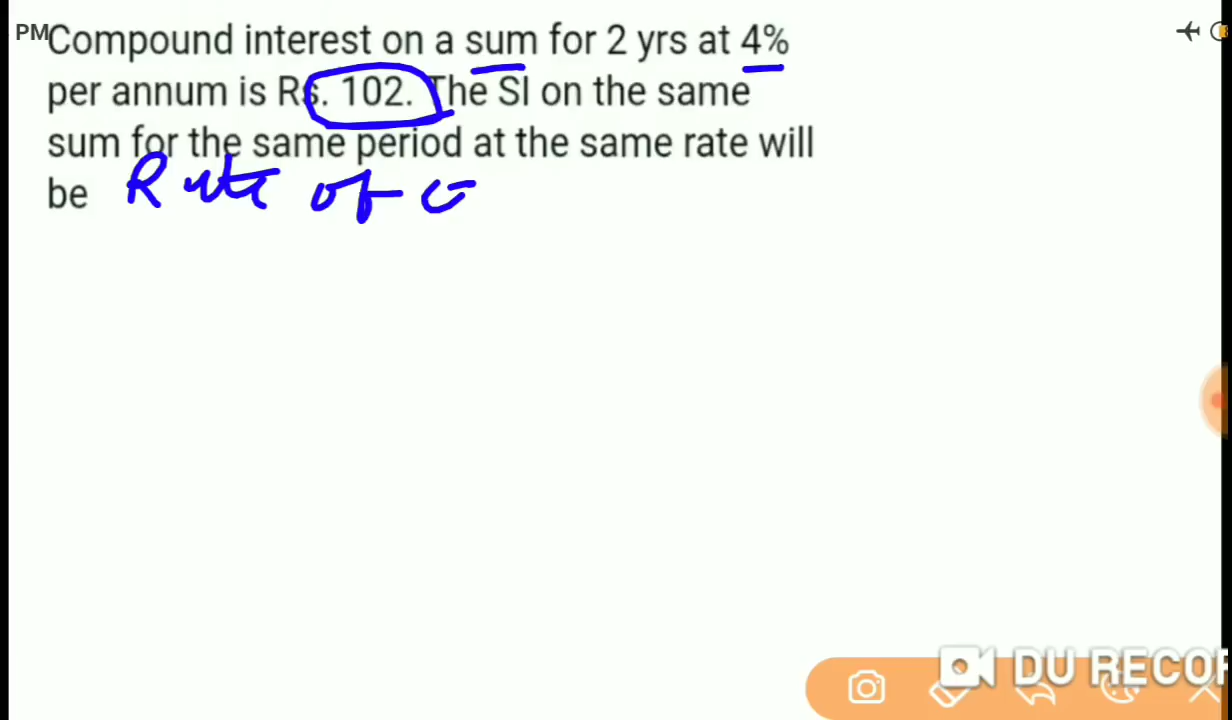 PM
Compound interest on a sum for 2 yrs at 4%
per annum is Rs. 102. The SI on the same
sum for the same period at the same rate will
be Rate of
DU RECOR